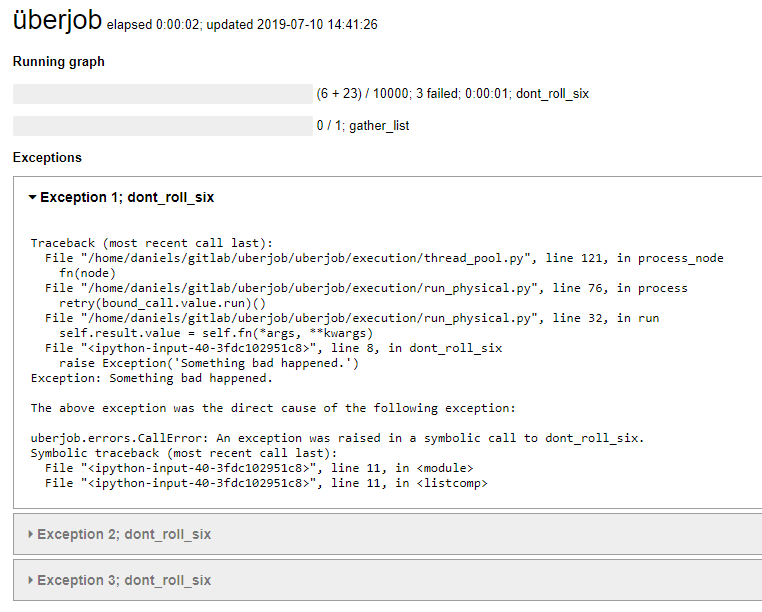 überjob elapsed 0:00:02; updated 2019-07-10 14:41:26
Running graph
(6 + 23) / 10000; 3 failed; 0:00:01; dont_roll_six
0 / 1; gather_list
Exceptions
Exception 1; dont_roll_six
Traceback (most recent call last):
  File "/home/daniels/gitlab/uberjob/uberjob/execution/thread_pool.py", line 121, in process_node
    fn(node)
  File "/home/daniels/gitlab/uberjob/uberjob/execution/run_physical.py", line 76, in process
    retry(bound_call.value.run)()
  File "/home/daniels/gitlab/uberjob/uberjob/execution/run_physical.py", line 32, in run
    self.result.value = self.fn(*args, **kwargs)
  File "<ipython-input-40-3fdc102951c8>", line 8, in dont_roll_six
    raise Exception('Something bad happened.')
Exception: Something bad happened.
The above exception was the direct cause of the following exception:
uberjob.errors.CallError: An exception was raised in a symbolic call to dont_roll_six.
Symbolic traceback (most recent call last):
  File "<ipython-input-40-3fdc102951c8>", line 11, in <module>
  File "<ipython-input-40-3fdc102951c8>", line 11, in <listcomp>
Exception 2; dont_roll_six
Exception 3; dont_roll_six